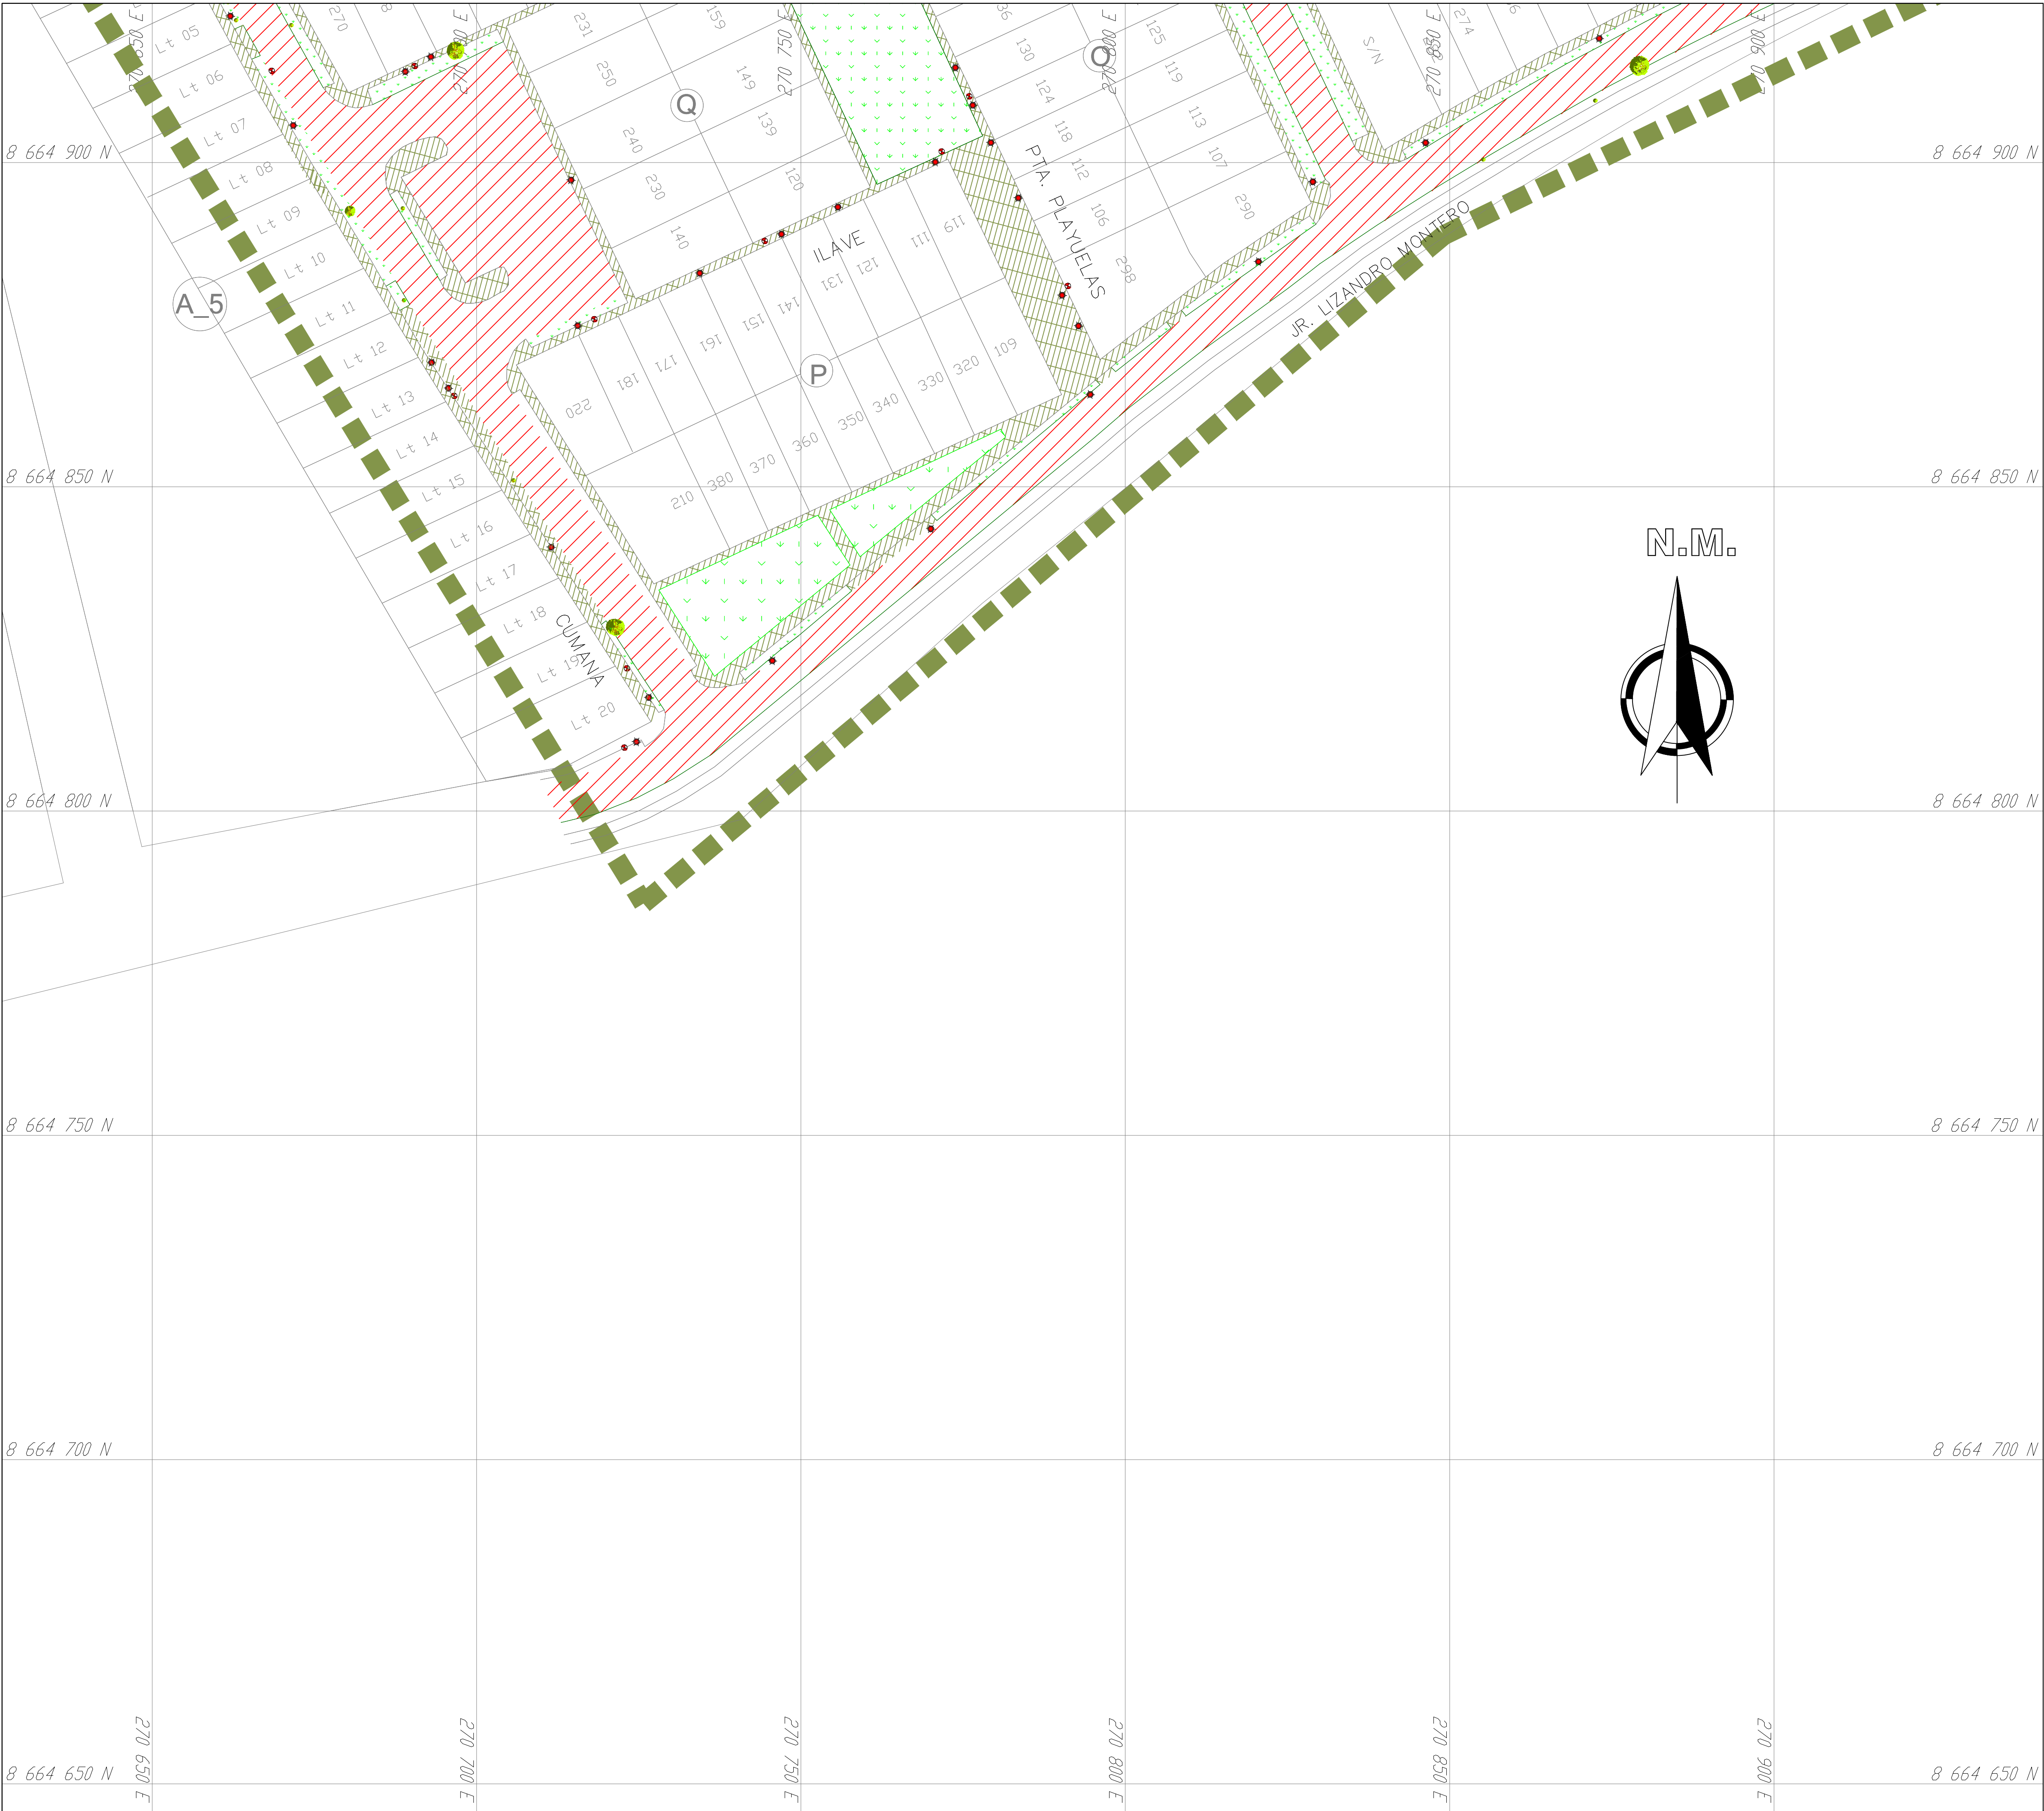 Lt 05
Lt 06
Lt 07
Lt 08
Lt 09
Lt 10
Lt 11
Lt 12
Lt 13
Lt 14
Lt 15
Lt 16
Lt 17
Lt 18
Lt 19
Lt 20
A_5
CUMANA
270
8
231
250
240
230
140
159
149
139
120
Q
ILAVE
119
111
121
131
141
151
161
171
181
220
P
210
380
370
360
350
340
330
320
109
PTA. PLAYUELAS
130
124
118
112
106
298
Q
125
119
113
107
290
S/N
274
JR. LIZANDRO MONTERO
N.M.
8 664 900 N
8 664 900 N
8 664 850 N
8 664 850 N
8 664 800 N
8 664 800 N
8 664 750 N
8 664 750 N
8 664 700 N
8 664 700 N
8 664 650 N
8 664 650 N
270 750 E
270 650 E
270 700 E
270 750 E
270 800 E
270 850 E
270 900 E